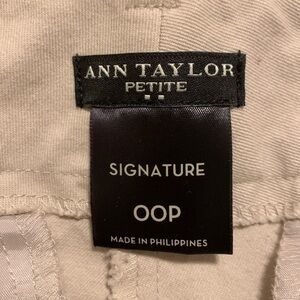 ANN TAYLOR
PETITE
SIGNATURE
OOP
MADE IN PHILIPPINES